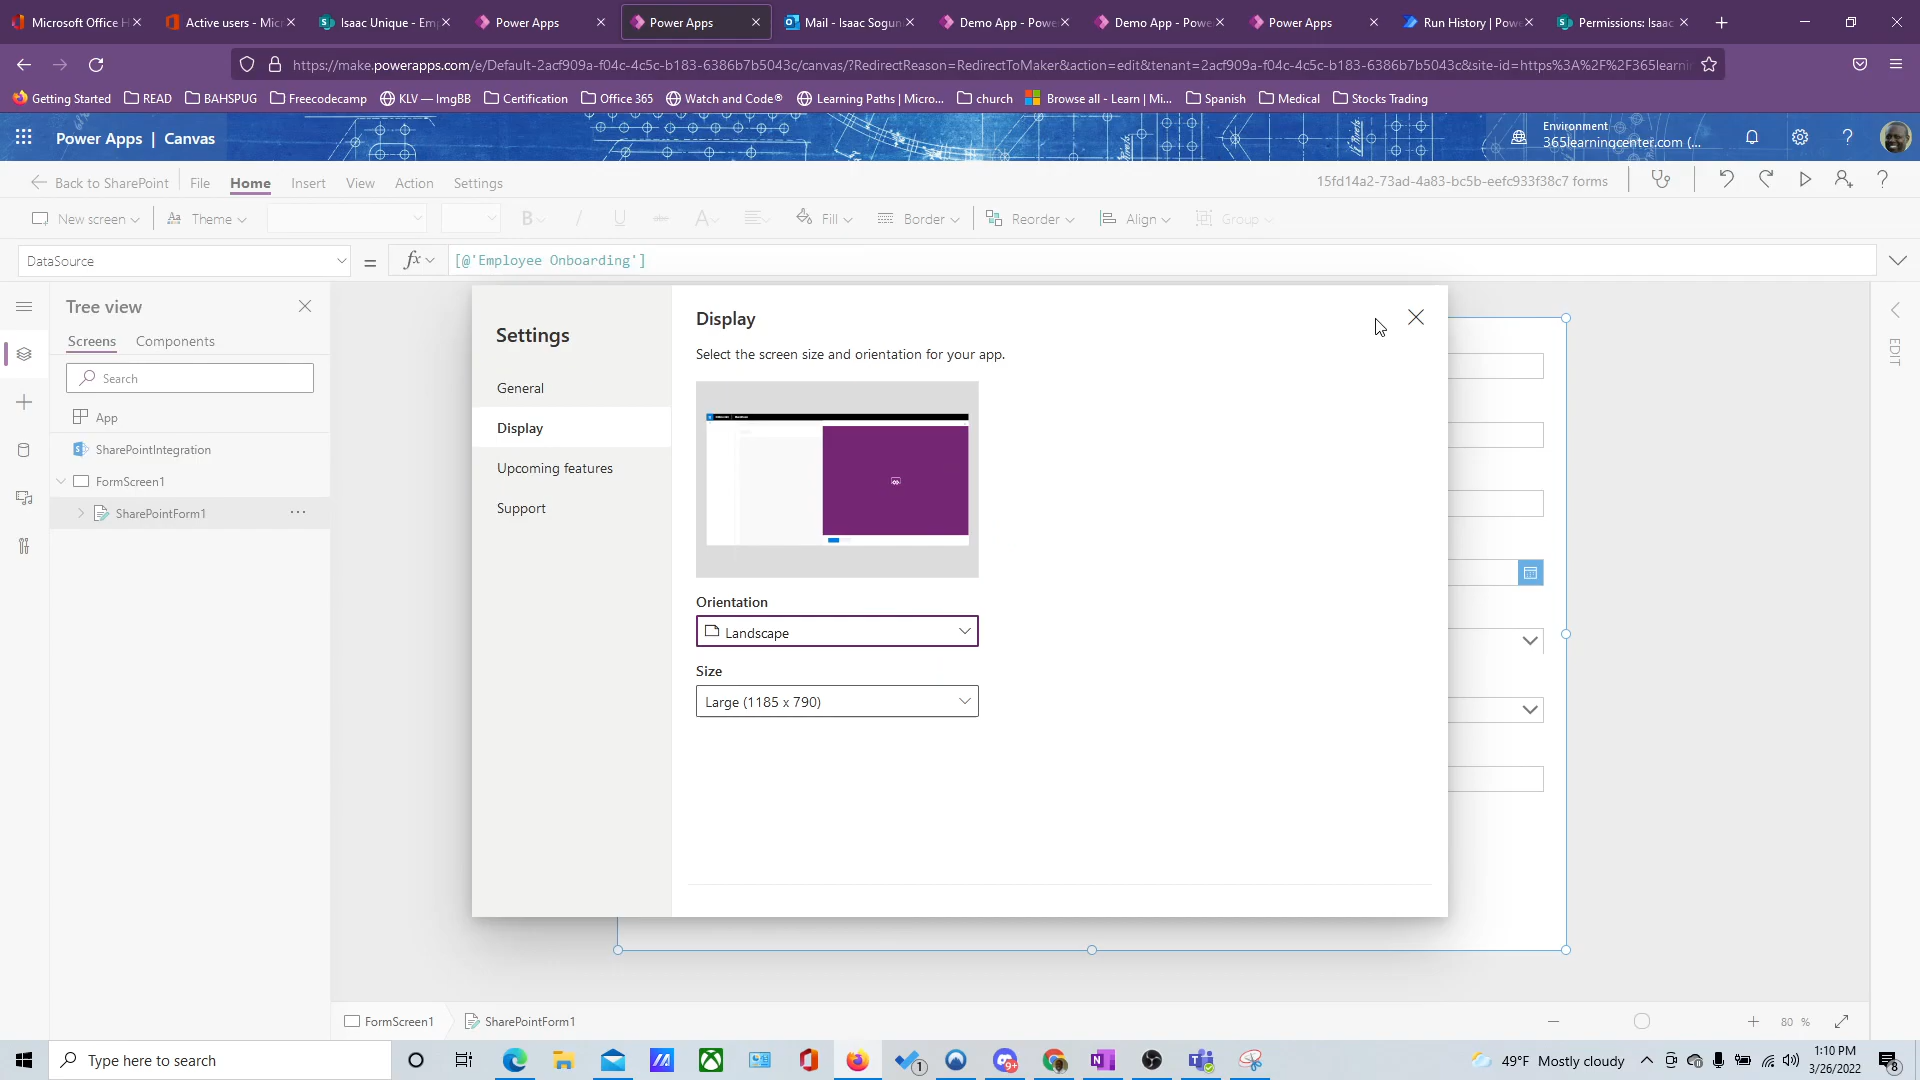 Microsoft Office H
Active users - Mic
Isaac Unique - Em
Power Apps
Power Apps
Mail - Isaac Sogun
Demo App - Powe
Demo App - Powe
Power Apps
Run History | Powe
Permissions: Isaac
https://make.powerapps.com/e/Default-2acf909a-f04c-4c5c-b183-6386b7b5043c/canvas/?RedirectReason=RedirectToMaker&action=edit&tenant=2acf909a-f04c-4c5c-b183-6386b7b5043c&site-id=https%3A%2F%2F365learni
Getting Started
READ
BAHSPUG
Freecodecamp
KLV — ImgBB
Certification
Office 365
Watch and Code®
Learning Paths | Micro...
church
Browse all - Learn | Mi...
Spanish
Medical
Stocks Trading
Power Apps | Canvas
Environment
365learningcenter.com (...
Back to SharePoint
File
Home
Insert
View
Action
Settings
15fd14a2-73ad-4a83-bc5b-eefc933f38c7 forms
New screen
Theme
Fill
Border
Reorder
Align
Group
DataSource
=
fx
[@'Employee Onboarding']
Tree view
Screens
Components
Search
App
SharePointIntegration
FormScreen1
SharePointForm1
Settings
General
Display
Upcoming features
Support
Display
Select the screen size and orientation for your app.
Orientation
Landscape
Size
Large (1185 x 790)
EDIT
FormScreen1
SharePointForm1
80 %
Type here to search
1
9+
49°F Mostly cloudy
1:10 PM
3/26/2022
8